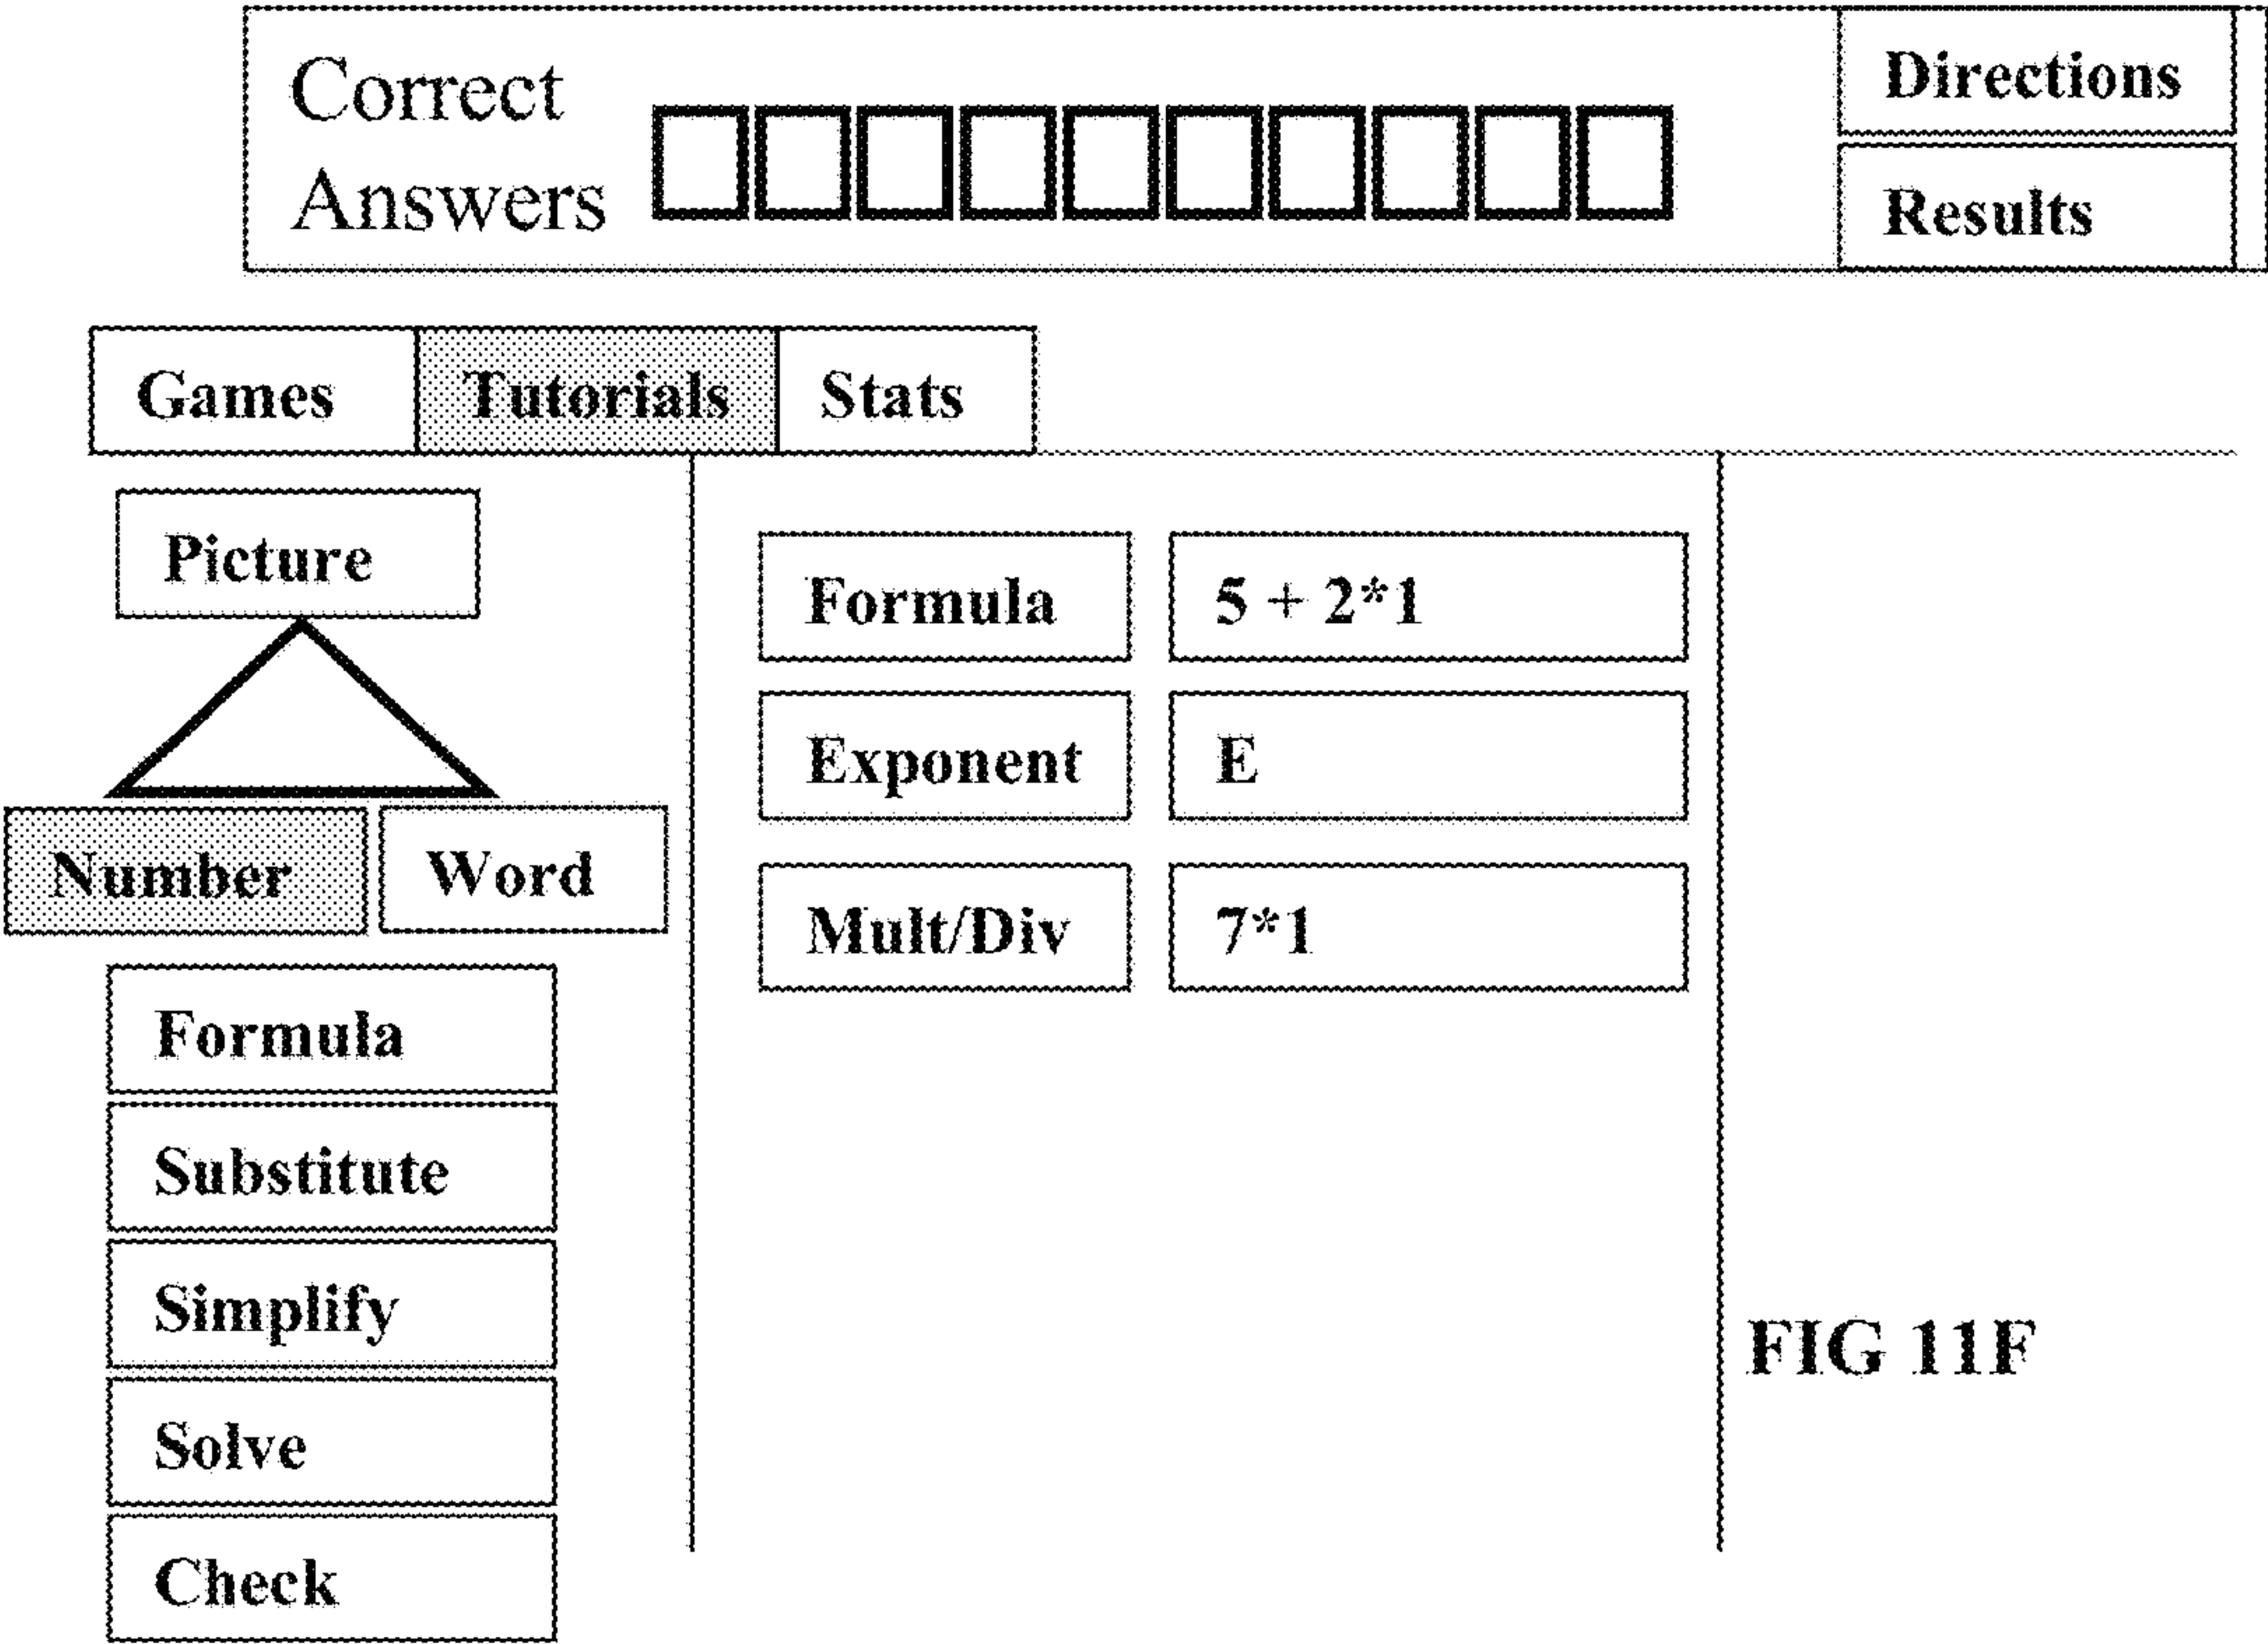 Correct
Answers
Directions
Results
Games Tutorials Stats
Picture
Number Word
Formula
Substitute
Simplify
Solve
Check
Formula 5 + 2*1
Exponent E
Mult/Div 7*1
FIG 11F